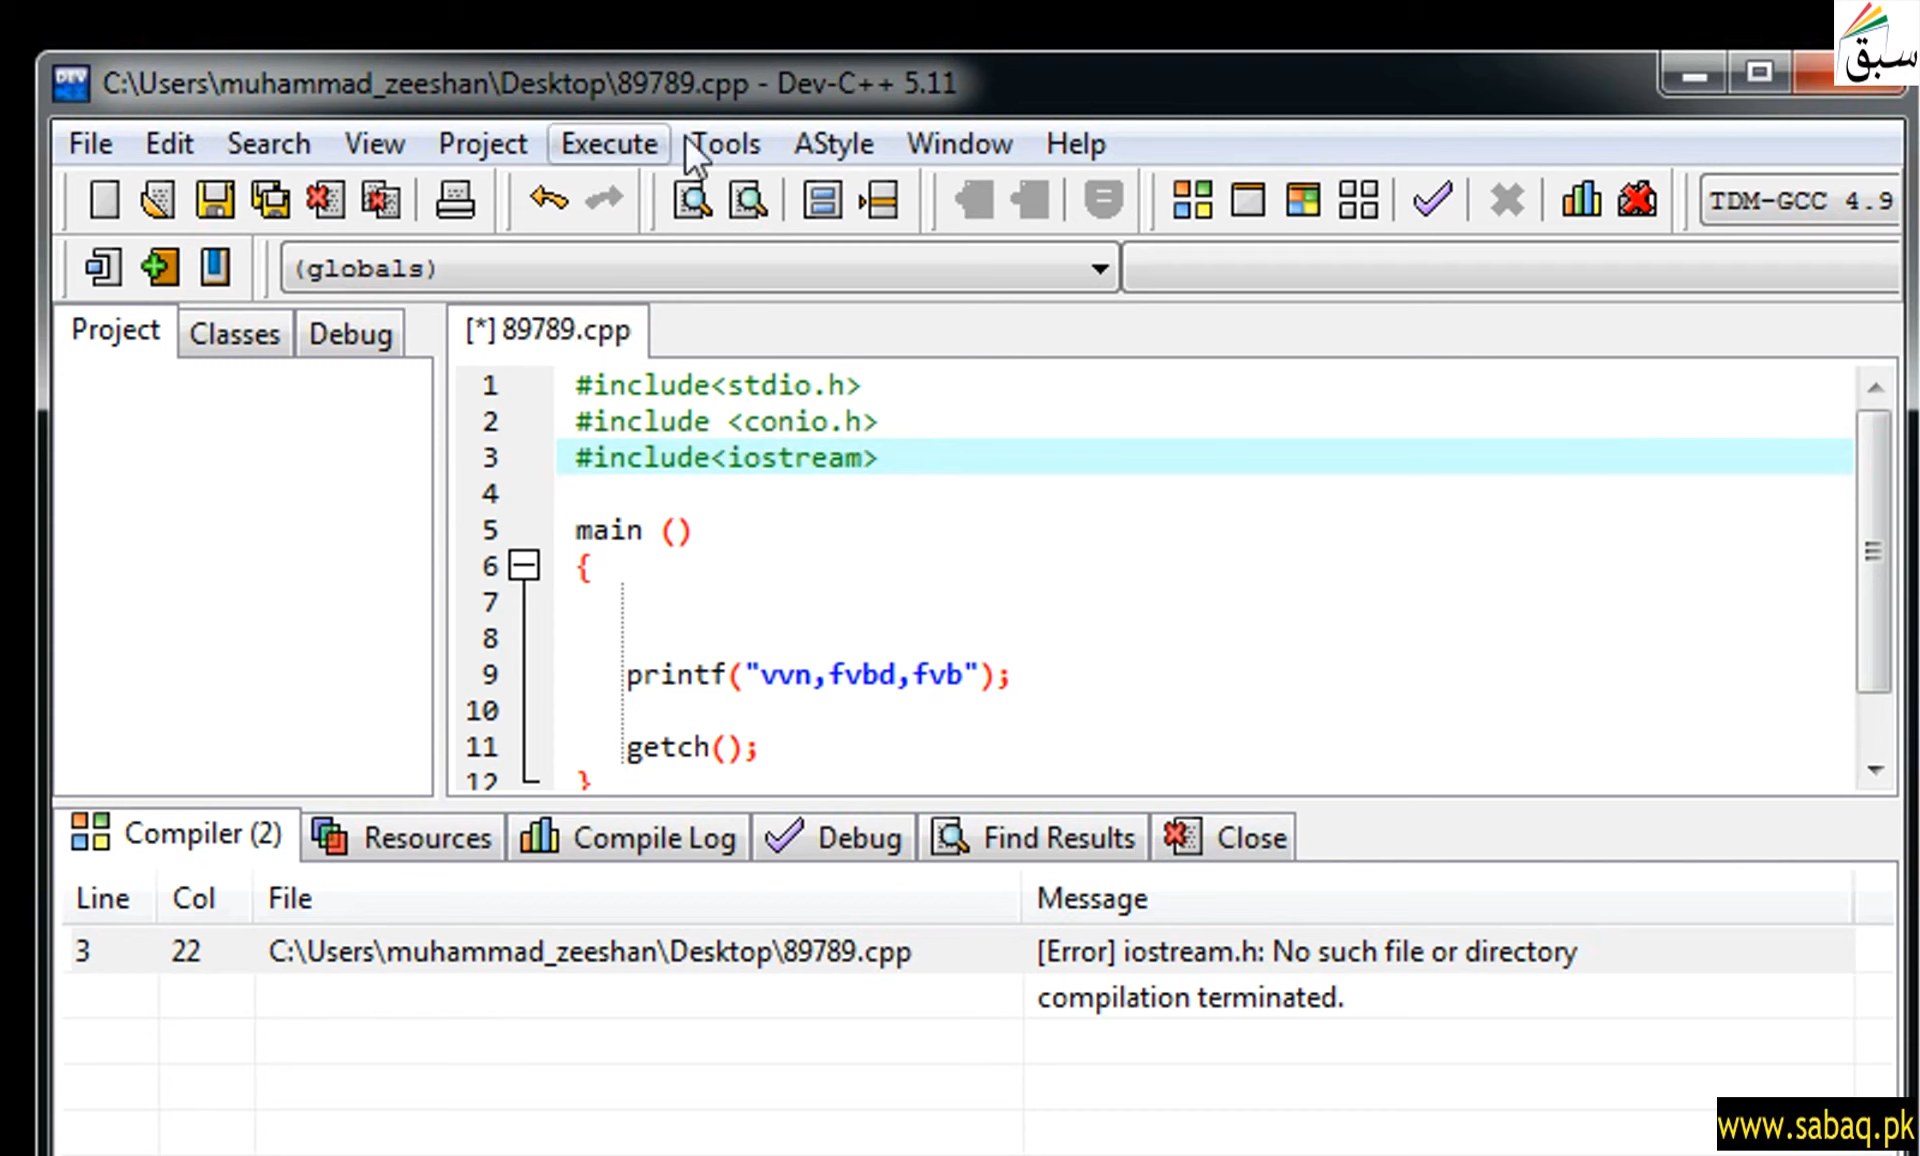 سبق
C:\Users\muhammad_zeeshan\Desktop\89789.cpp - Dev-C++ 5.11
File Edit Search View Project Execute Tools AStyle Window Help
TDM-GCC 4.9
(globals)
Project Classes Debug
[*] 89789.cpp
1 #include<stdio.h>
2 #include <conio.h>
3 #include<iostream>
4
5 main ()
6 {
7
8
9 printf("vvn,fvbd,fvb");
10
11 getch();
12 }
Compiler (2) Resources Compile Log Debug Find Results Close
Line Col File Message
3 22 C:\Users\muhammad_zeeshan\Desktop\89789.cpp [Error] iostream.h: No such file or directory
compilation terminated.
www.sabaq.pk